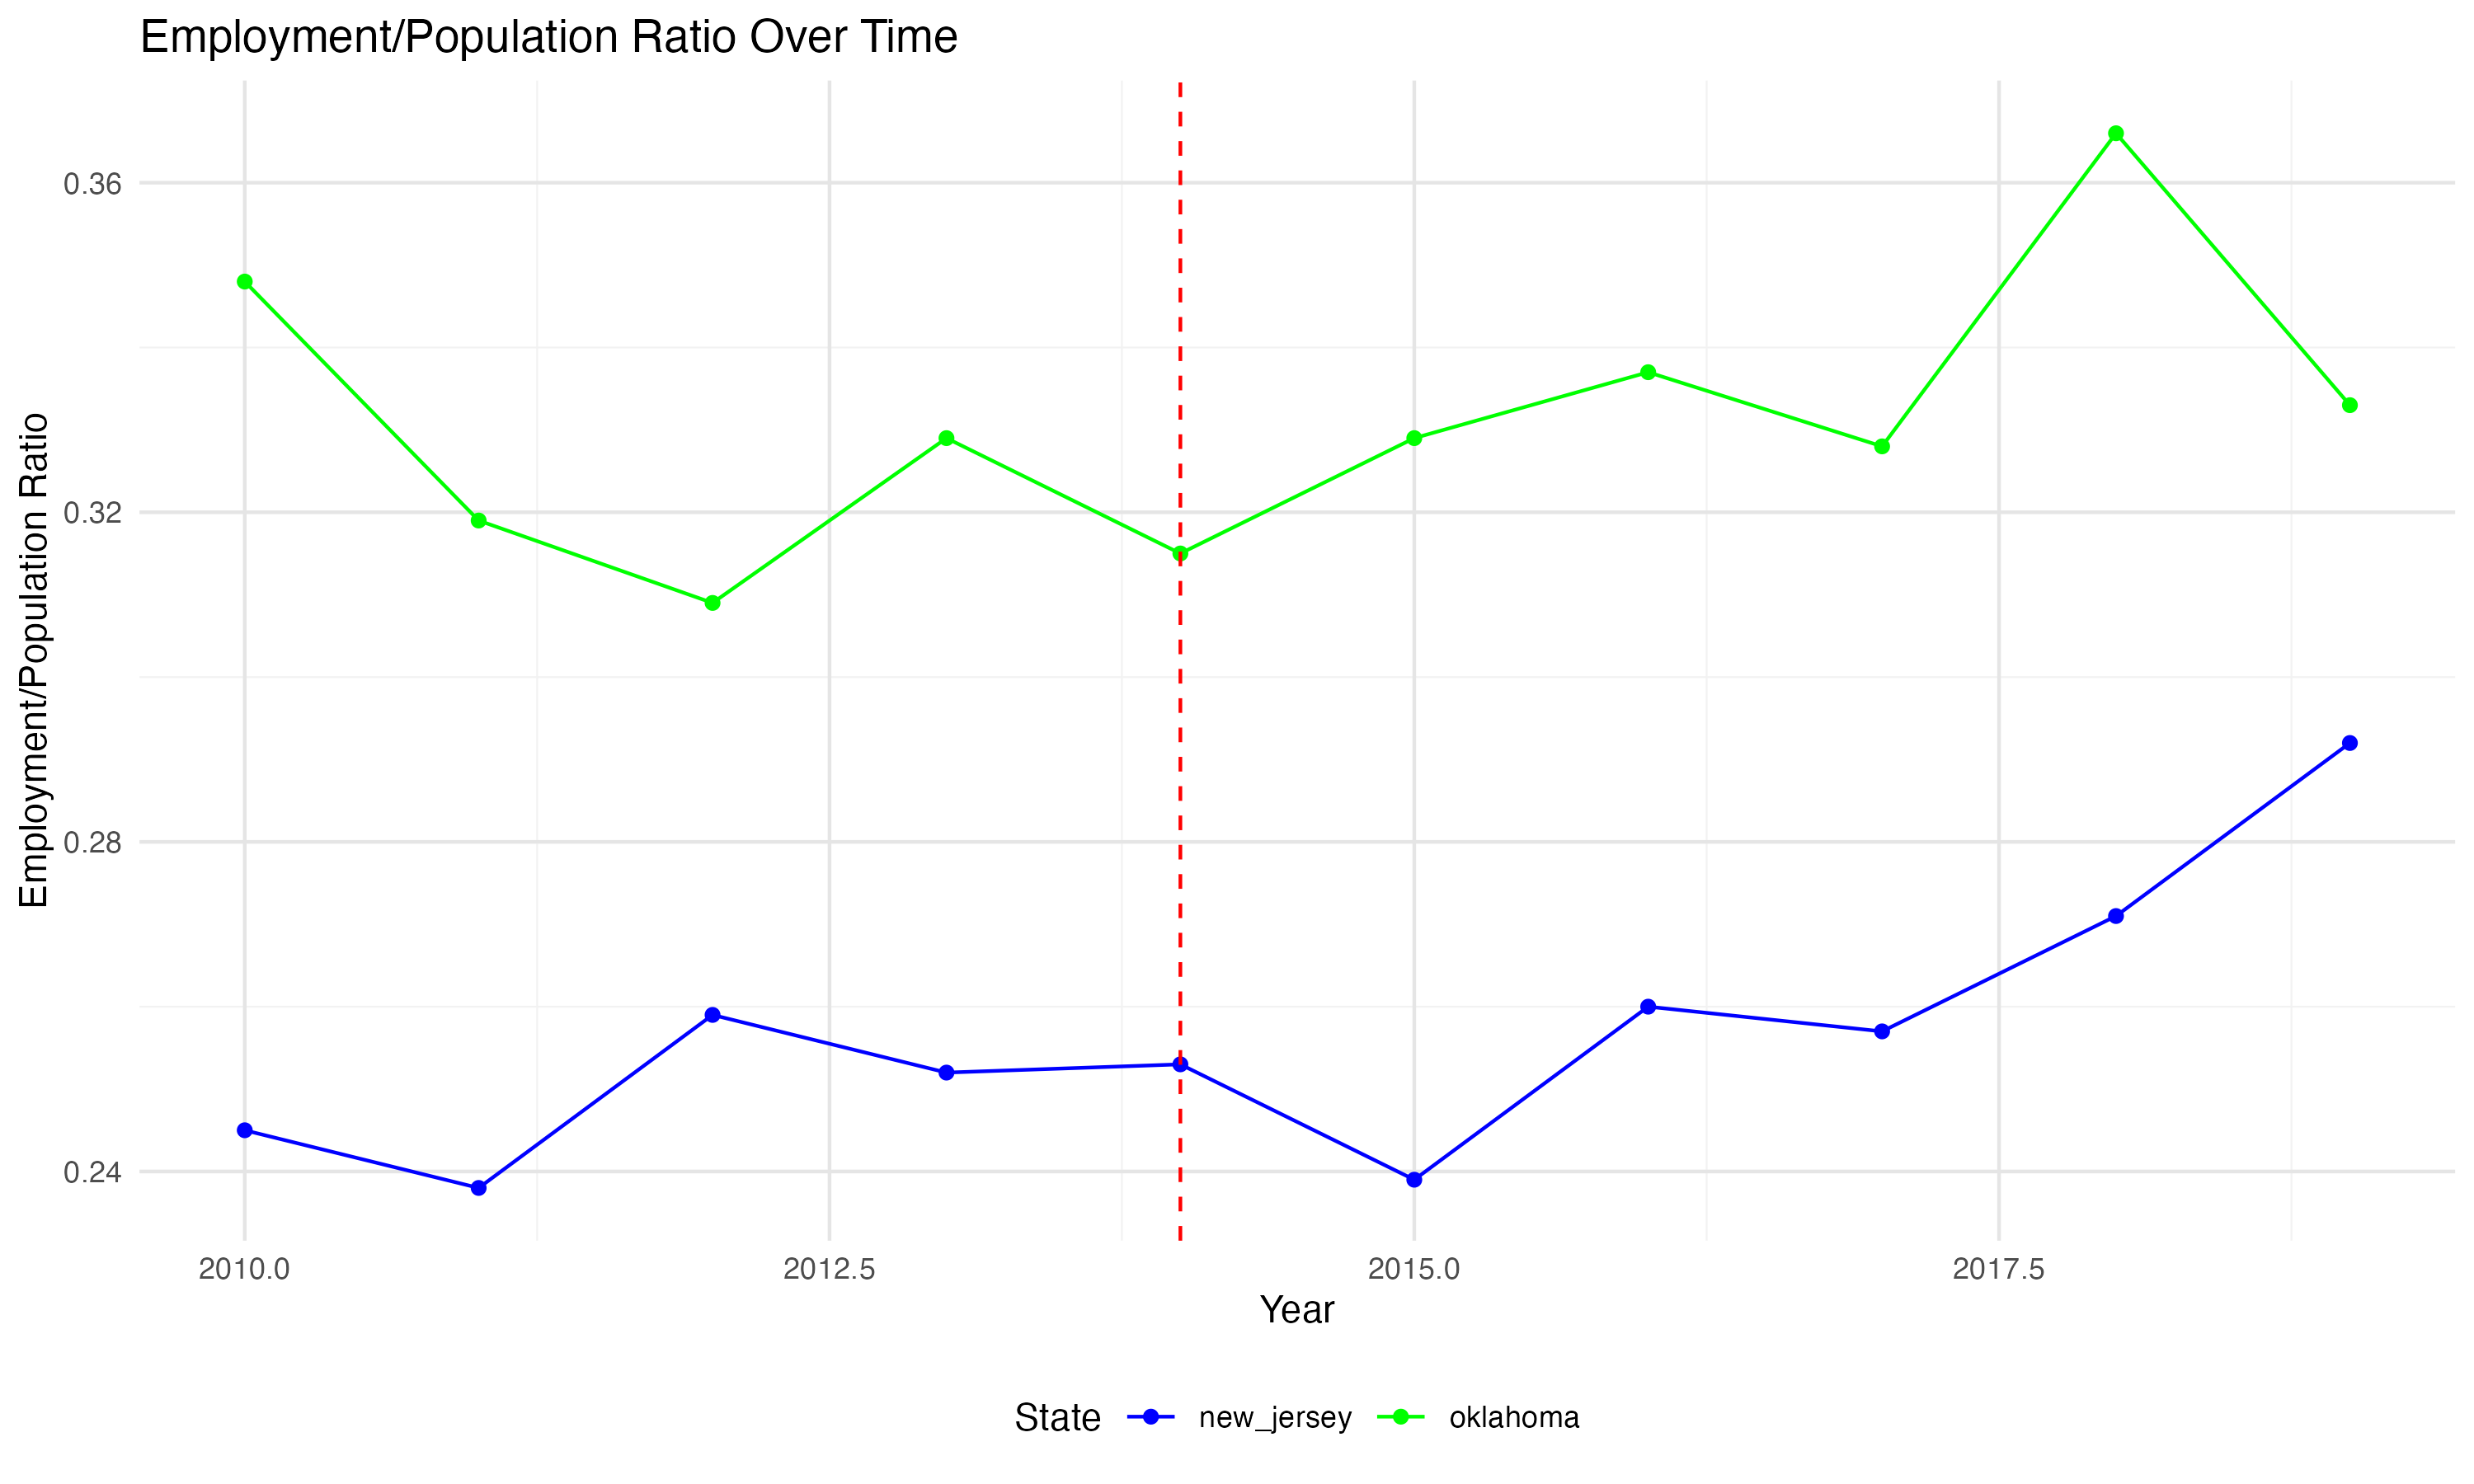 Employment/Population Ratio Over Time
Employment/Population Ratio
0.36
0.32
0.28
0.24
2010.0 2012.5 2015.0 2017.5
Year
State new_jersey oklahoma